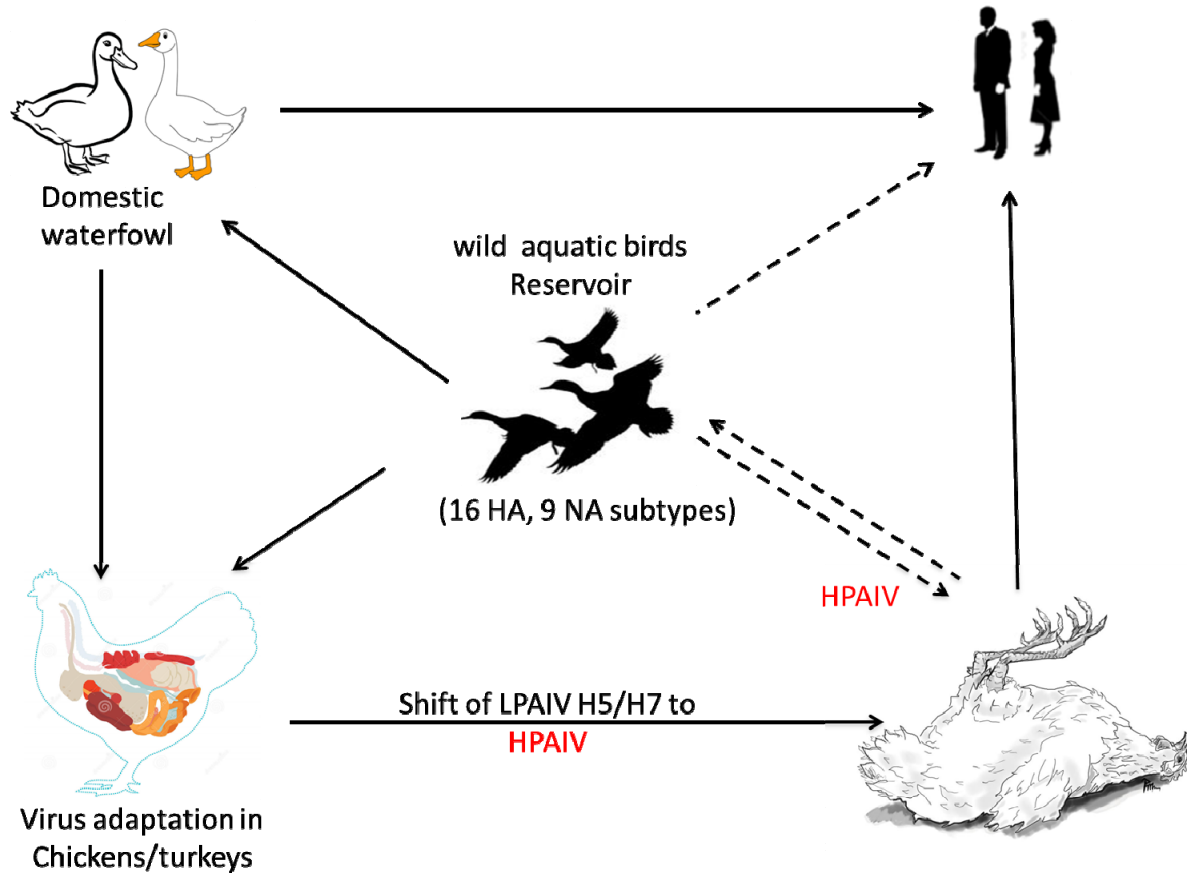 Domestic
waterfowl
wild aquatic birds
Reservoir
(16 HA, 9 NA subtypes)
HPAIV
Shift of LPAIV H5/H7 to
HPAIV
Virus adaptation in
Chickens/turkeys